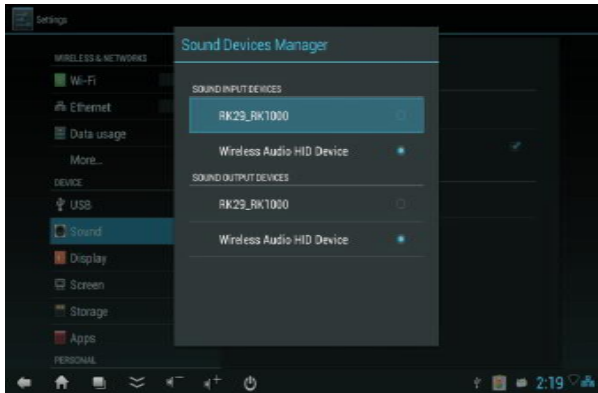 Settings
Sound Devices Manager
WIRELESS & NETWORKS
Wi-Fi
Ethernet
Data usage
More...
DEVICE
USB
Sound
Display
Screen
Storage
Apps
PERSONAL
SOUND INPUT DEVICES
RK29_RK1000
Wireless Audio HID Device
SOUND OUTPUT DEVICES
RK29_RK1000
Wireless Audio HID Device
2:19